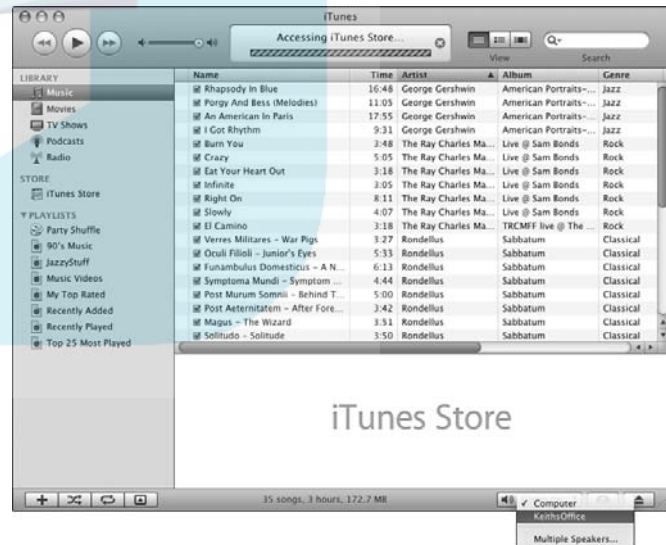 iTunes
Accessing iTunes Store...
View
Search
LIBRARY
Music
Movies
TV Shows
Podcasts
Radio
STORE
iTunes Store
PLAYLISTS
Party Shuffle
90's Music
JazzyStuff
Music Videos
My Top Rated
Recently Added
Recently Played
Top 25 Most Played
Name Time Artist Album Genre
Rhapsody In Blue 16:48 George Gershwin American Portraits-... Jazz
Porgy And Bess (Melodies) 11:05 George Gershwin American Portraits-... Jazz
An American In Paris 17:55 George Gershwin American Portraits-... Jazz
I Got Rhythm 9:31 George Gershwin American Portraits-... Jazz
Burn You 3:48 The Ray Charles Ma... Live @ Sam Bonds Rock
Crazy 5:05 The Ray Charles Ma... Live @ Sam Bonds Rock
Eat Your Heart Out 3:18 The Ray Charles Ma... Live @ Sam Bonds Rock
Infinite 3:05 The Ray Charles Ma... Live @ Sam Bonds Rock
Right On 8:11 The Ray Charles Ma... Live @ Sam Bonds Rock
Slowly 4:07 The Ray Charles Ma... Live @ Sam Bonds Rock
El Camino 3:18 The Ray Charles Ma... TRCMFF live @ The ... Rock
Verres Militares – War Pigs 3:27 Rondellus Sabbatum Classical
Oculi Filioli – Junior's Eyes 5:33 Rondellus Sabbatum Classical
Funambulus Domesticus – A N... 6:13 Rondellus Sabbatum Classical
Symptoma Mundi – Symptom ... 4:44 Rondellus Sabbatum Classical
Post Murum Somnii – Behind T... 5:00 Rondellus Sabbatum Classical
Post Aeternitatem – After Fore... 3:42 Rondellus Sabbatum Classical
Magus – The Wizard 3:51 Rondellus Sabbatum Classical
Solitudo – Solitude 3:50 Rondellus Sabbatum Classical
iTunes Store
35 songs, 3 hours, 172.7 MB
Computer
KeithsOffice
Multiple Speakers...